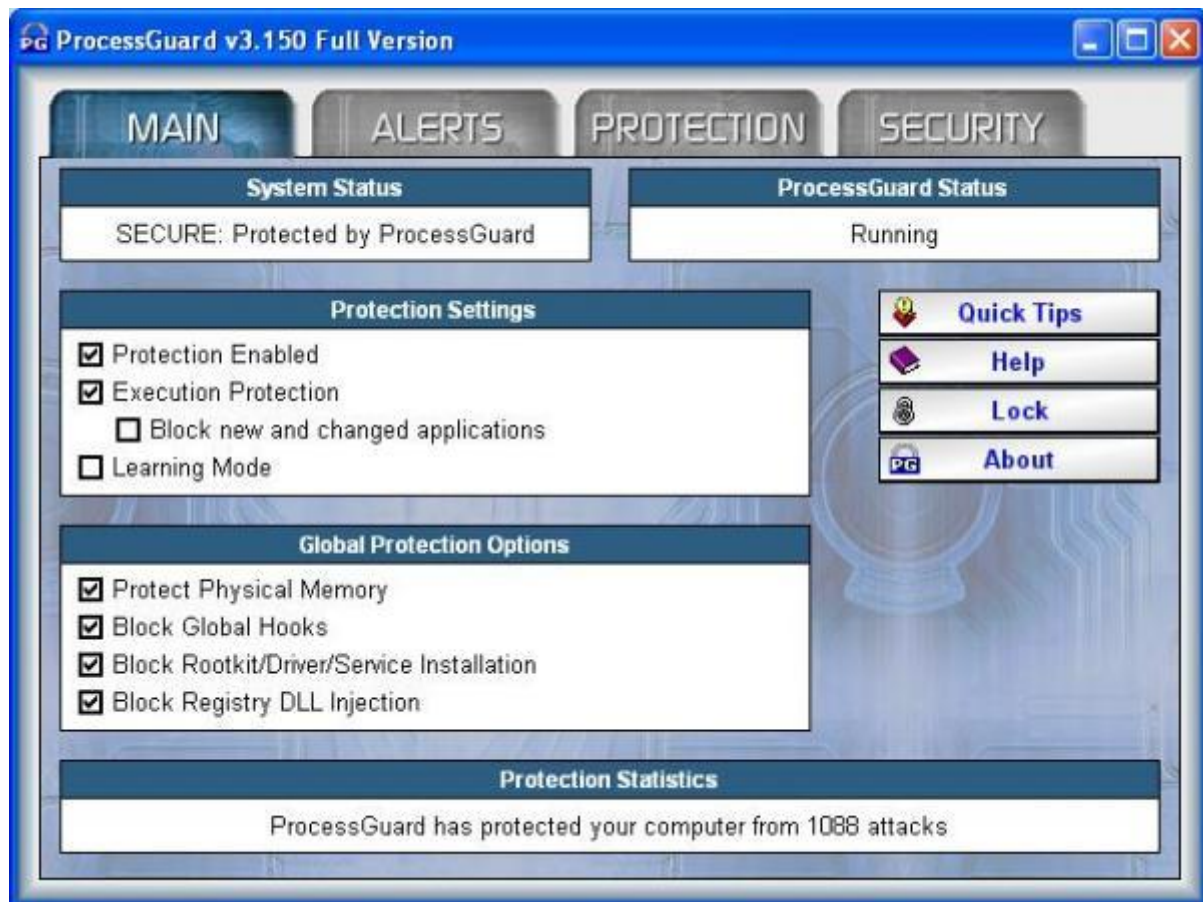 ProcessGuard v3.150 Full Version
MAIN
ALERTS
PROTECTION
SECURITY
System Status
SECURE: Protected by ProcessGuard
ProcessGuard Status
Running
Protection Settings
Protection Enabled
Execution Protection
Block new and changed applications
Learning Mode
Quick Tips
Help
Lock
About
Global Protection Options
Protect Physical Memory
Block Global Hooks
Block Rootkit/Driver/Service Installation
Block Registry DLL Injection
Protection Statistics
ProcessGuard has protected your computer from 1088 attacks